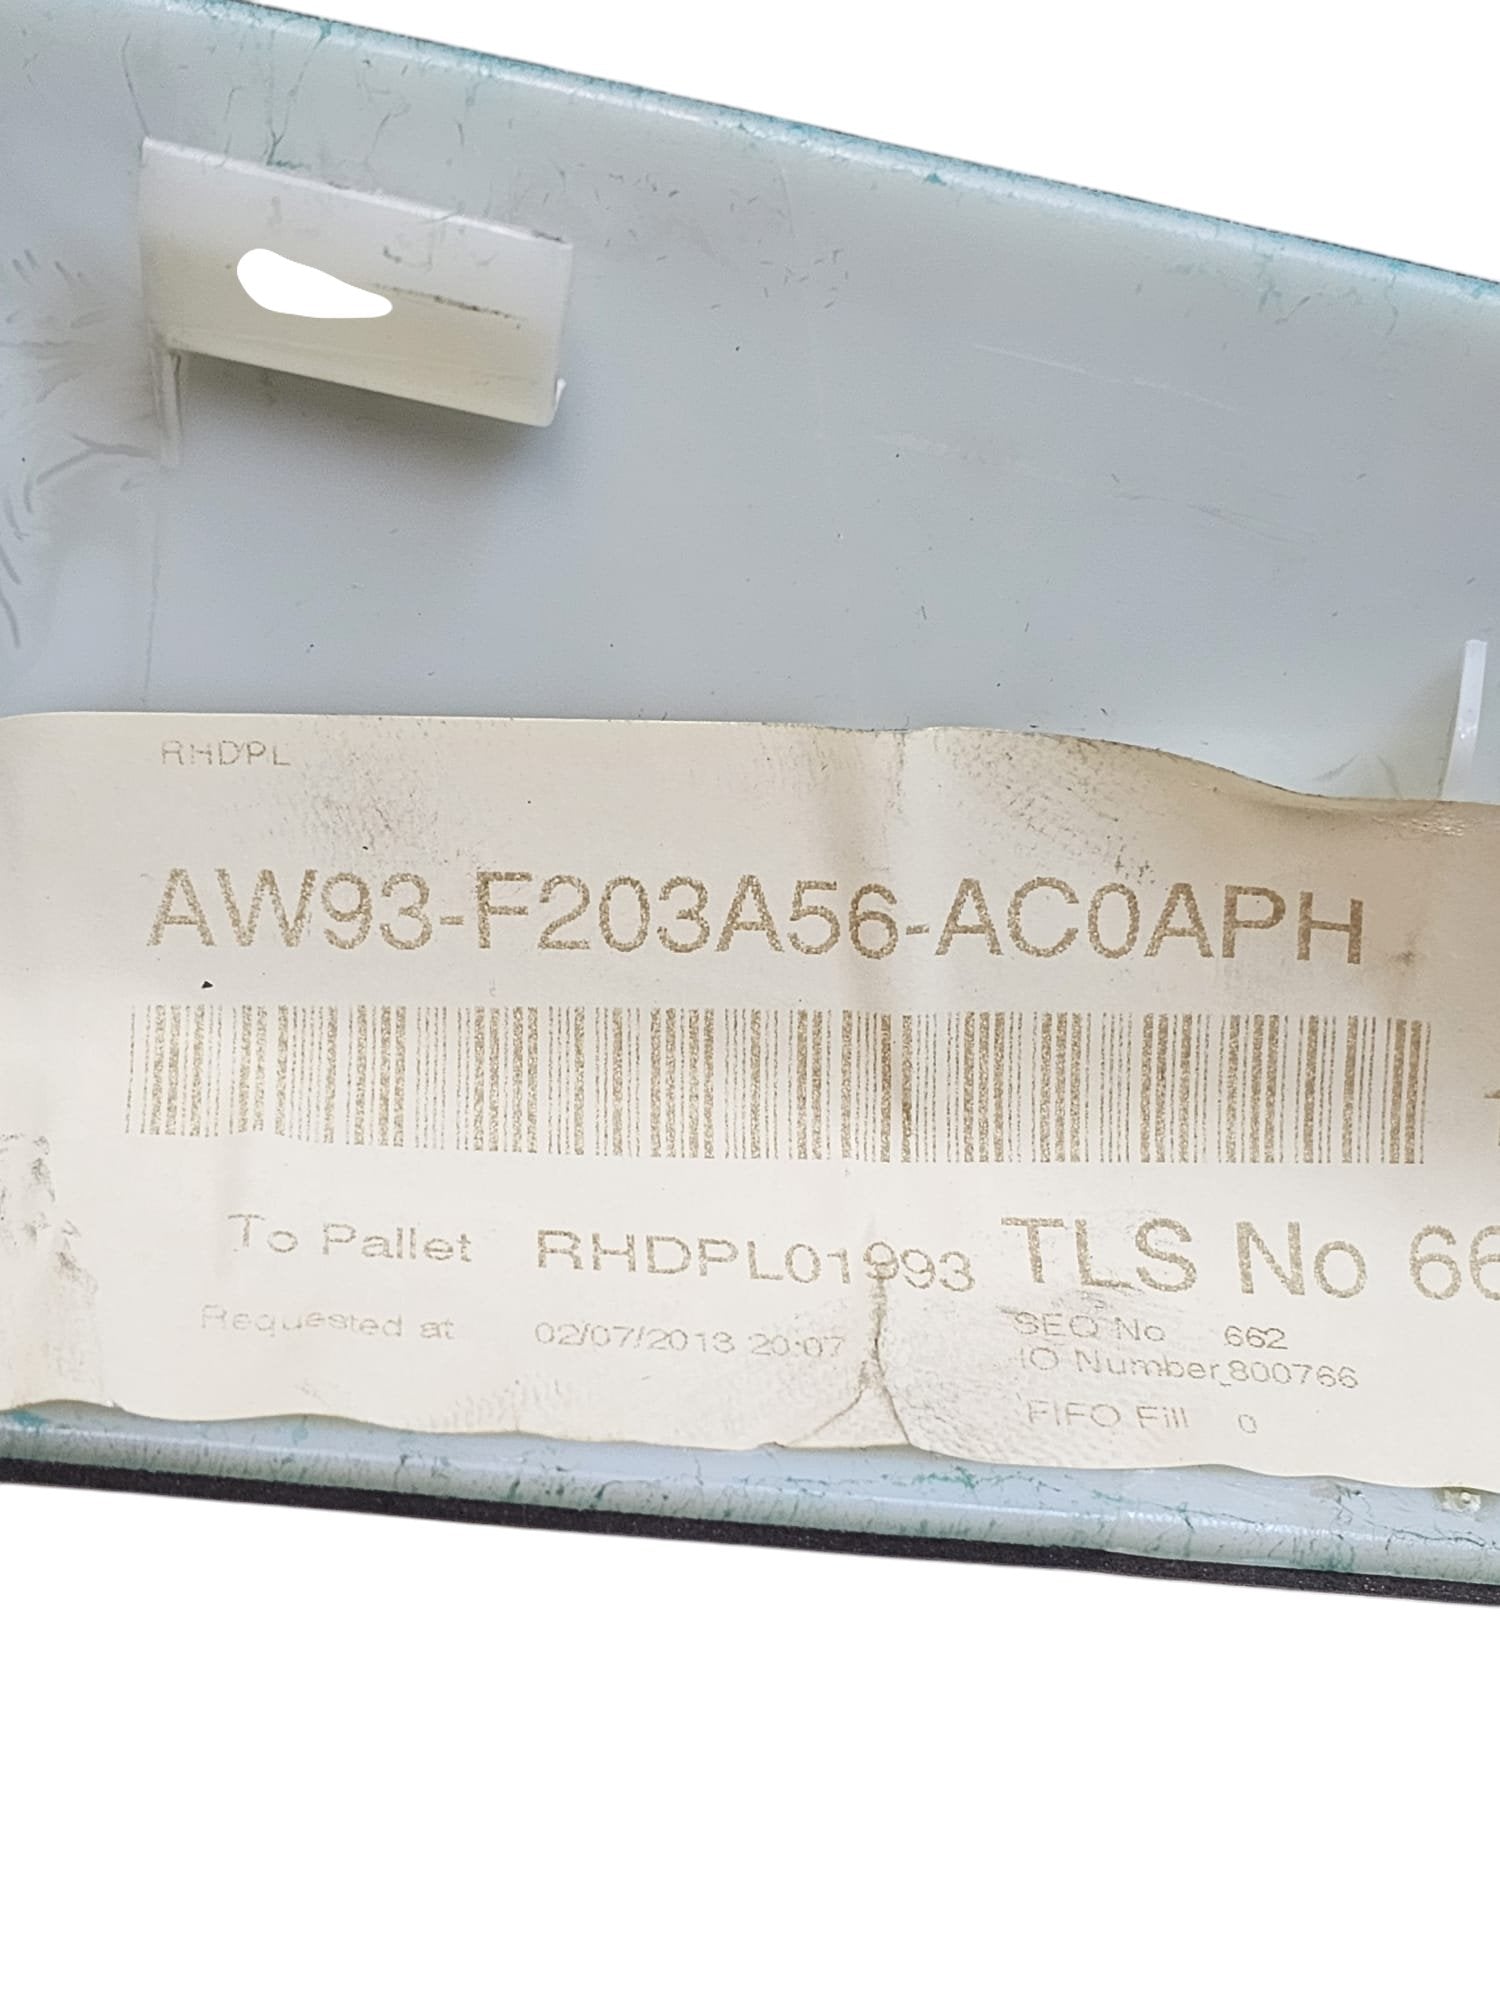 RHDPL
AW93-F203A56-AC0APH
To Pallet RHDPL01993 TLS No 66
Requested at 02/07/2013 20:07
SEQ No 662
IO Number 800766
FIFO Fill 0